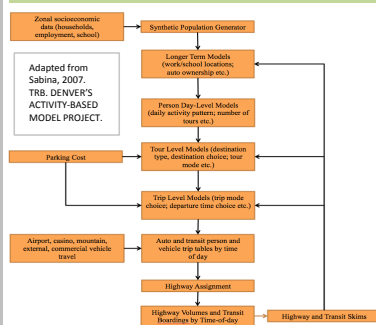 Zonal socioeconomic
data (households,
employment, school)
Synthetic Population Generator
Adapted from
Sabina, 2007.
TRB. DENVER'S
ACTIVITY-BASED
MODEL PROJECT.
Longer Term Models
(work/school locations;
auto ownership etc.)
Person Day-Level Models
(daily activity pattern; number of
tours etc.)
Parking Cost
Tour Level Models (destination
type, destination choice; tour
mode etc.)
Trip Level Models (trip mode
choice; departure time choice etc.)
Airport, casino, mountain,
external, commercial vehicle
travel
Auto and transit person and
vehicle trip tables by time
of day
Highway Assignment
Highway Volumes and Transit
Boardings by Time-of-day
Highway and Transit Skims